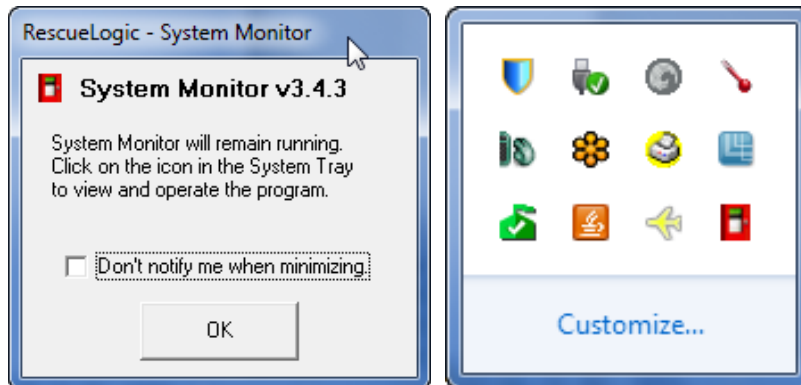 RescueLogic - System Monitor
System Monitor v3.4.3
System Monitor will remain running.
Click on the icon in the System Tray
to view and operate the program.
Don't notify me when minimizing.
OK
Customize...